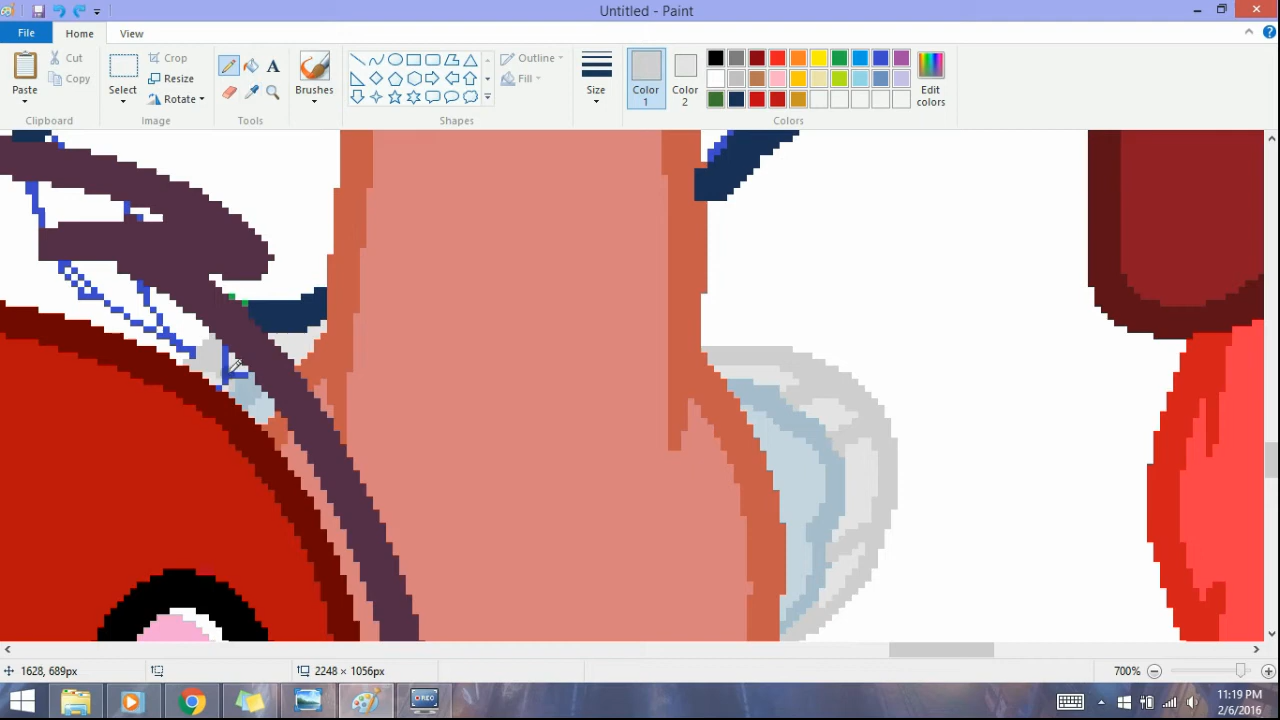 Untitled - Paint
File Home View
Paste
Cut
Copy
Clipboard
Select
Crop
Resize
Rotate
Image
A
Tools
Brushes
Outline
Fill
Shapes
Size
Color 1
Color 2
Edit colors
Colors
1628, 689px
2248 × 1056px
700%
REC
11:19 PM
2/6/2016